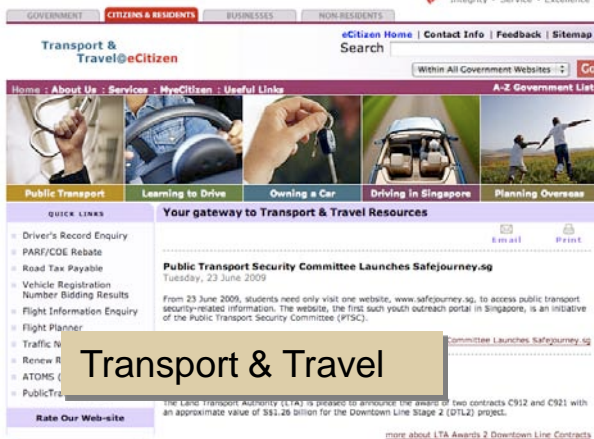 Integrity · Service · Excellence
GOVERNMENT
CITIZENS & RESIDENTS
BUSINESSES
NON-RESIDENTS
eCitizen Home | Contact Info | Feedback | Sitemap
Transport &
Travel@eCitizen
Search
Within All Government Websites
Go
Home : About Us : Services : MyeCitizen : Useful Links
A-Z Government List
Public Transport
Learning to Drive
Owning a Car
Driving in Singapore
Planning Overseas
QUICK LINKS
Driver's Record Enquiry
PARF/COE Rebate
Road Tax Payable
Vehicle Registration
Number Bidding Results
Flight Information Enquiry
Flight Planner
Traffic N
Renew R
ATOMS (
PublicTra
Rate Our Web-site
Your gateway to Transport & Travel Resources
Email
Print
Public Transport Security Committee Launches Safejourney.sg
Tuesday, 23 June 2009
From 23 June 2009, students need only visit one website, www.safejourney.sg, to access public transport
security-related information. The website, the first such youth outreach portal in Singapore, is an initiative
of the Public Transport Security Committee (PTSC).
Committee Launches Safejourney.sg
Transport & Travel
The Land Transport Authority (LTA) is pleased to announce the award of two contracts C912 and C921 with
an approximate value of S$1.26 billion for the Downtown Line Stage 2 (DTL2) project.
more about LTA Awards 2 Downtown Line Contracts